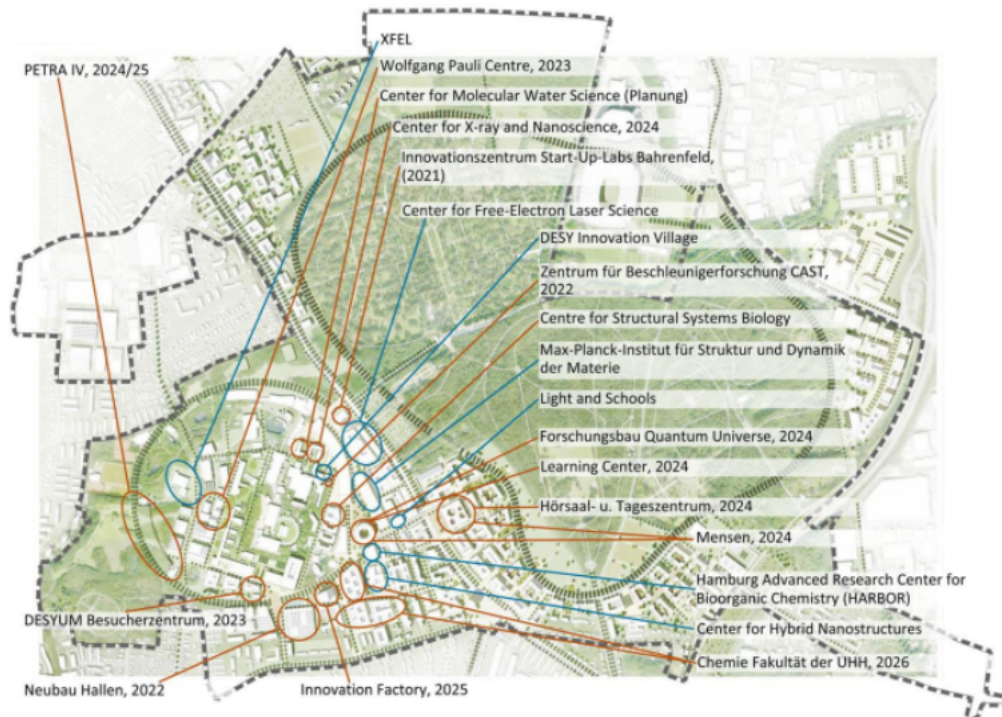 XFEL
PETRA IV, 2024/25
Wolfgang Pauli Centre, 2023
Center for Molecular Water Science (Planung)
Center for X-ray and Nanoscience, 2024
Innovationszentrum Start-Up-Labs Bahrenfeld,
(2021)
Center for Free-Electron Laser Science
DESY Innovation Village
Zentrum für Beschleunigerforschung CAST,
2022
Centre for Structural Systems Biology
Max-Planck-Institut für Struktur und Dynamik
der Materie
Light and Schools
Forschungsbau Quantum Universe, 2024
Learning Center, 2024
Hörsaal- u. Tageszentrum, 2024
Mensen, 2024
Hamburg Advanced Research Center for
Bioorganic Chemistry (HARBOR)
DESYUM Besucherzentrum, 2023
Center for Hybrid Nanostructures
Chemie Fakultät der UHH, 2026
Neubau Hallen, 2022
Innovation Factory, 2025